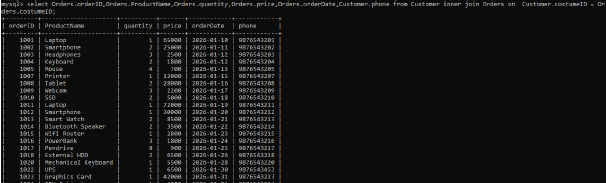 mysql> select Orders.orderID,Orders.ProductName,Orders.quantity,Orders.price,Orders.orderDate,Customer.phone from Customer inner join Orders on Customer.costumeID = Or
ders.costumeID;
| orderID | ProductName | quantity | price | orderDate | phone |
| 1001 | Laptop | 1 | 65000 | 2026-01-10 | 9876543201 |
| 1002 | Smartphone | 2 | 25000 | 2026-01-11 | 9876543202 |
| 1003 | Headphones | 3 | 2500 | 2026-01-12 | 9876543203 |
| 1004 | Keyboard | 2 | 1800 | 2026-01-12 | 9876543204 |
| 1005 | Mouse | 4 | 700 | 2026-01-13 | 9876543205 |
| 1007 | Printer | 1 | 12000 | 2026-01-15 | 9876543207 |
| 1008 | Tablet | 2 | 28000 | 2026-01-16 | 9876543208 |
| 1009 | Webcam | 3 | 2200 | 2026-01-17 | 9876543209 |
| 1010 | SSD | 2 | 5000 | 2026-01-18 | 9876543210 |
| 1011 | Laptop | 1 | 72000 | 2026-01-19 | 9876543211 |
| 1012 | Smartphone | 1 | 30000 | 2026-01-20 | 9876543212 |
| 1013 | Smart Watch | 2 | 8500 | 2026-01-21 | 9876543213 |
| 1014 | Bluetooth Speaker | 2 | 3500 | 2026-01-22 | 9876543214 |
| 1015 | Wifi Router | 1 | 2800 | 2026-01-23 | 9876543215 |
| 1016 | PowerBank | 3 | 1800 | 2026-01-24 | 9876543216 |
| 1017 | Pendrive | 8 | 900 | 2026-01-25 | 9876543217 |
| 1018 | External HDD | 2 | 6500 | 2026-01-26 | 9876543218 |
| 1020 | Mechanical Keyboard | 1 | 5500 | 2026-01-28 | 9876543220 |
| 1022 | UPS | 1 | 6500 | 2026-01-30 | 9876543453 |
| 1023 | Graphics Card | 1 | 42000 | 2026-01-31 | 9876543223 |